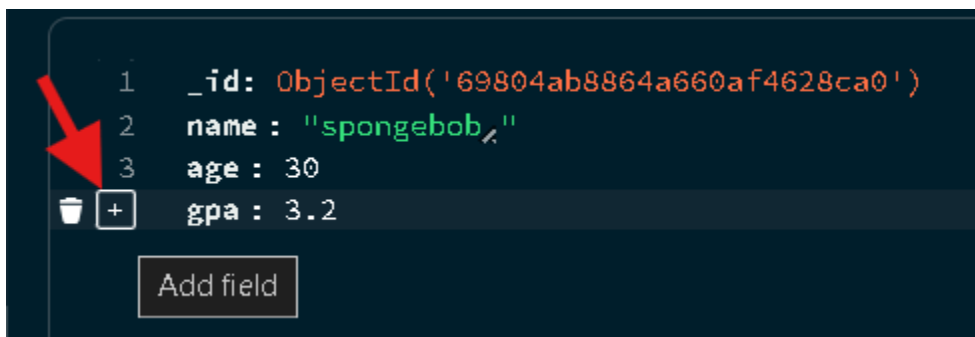 1 _id: ObjectId('69804ab8864a660af4628ca0')
2 name : "spongebob"
3 age : 30
+ gpa : 3.2
Add field